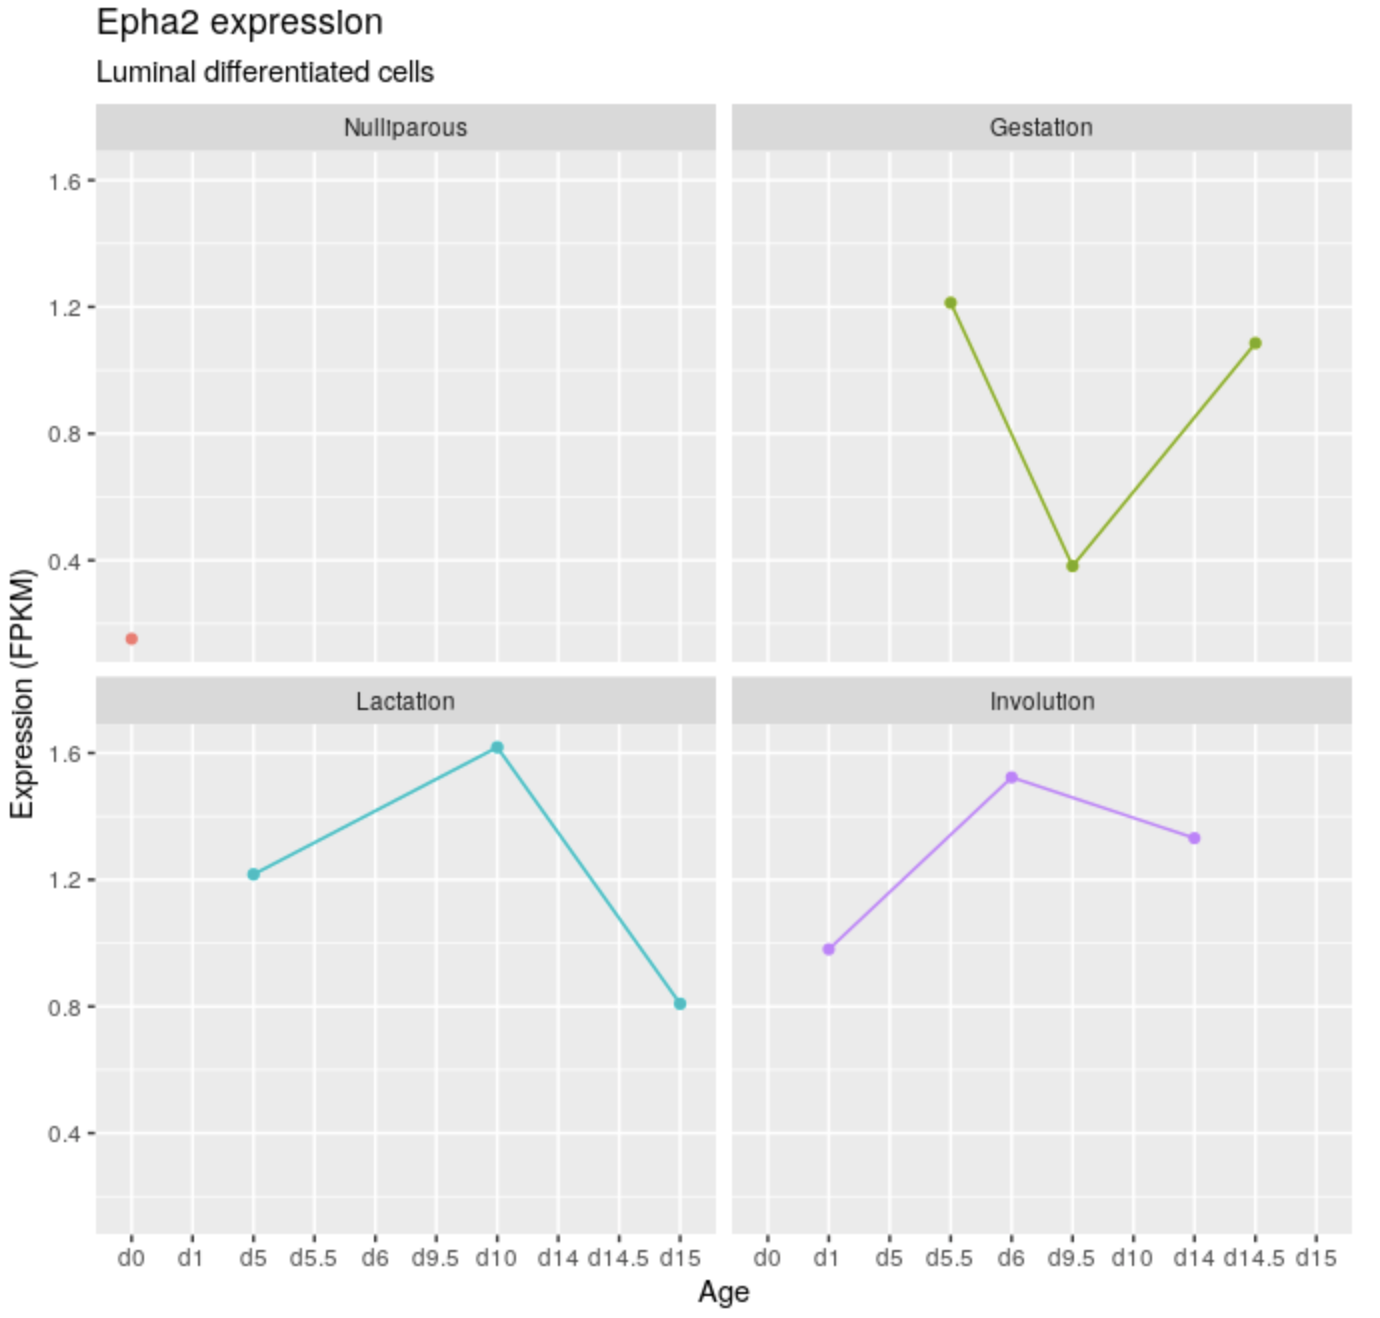 Epha2 expression
Luminal differentiated cells
Nulliparous
Gestation
1.6
1.2
0.8
0.4
Expression (FPKM)
Lactation
Involution
1.6
1.2
0.8
0.4
d0 d1 d5 d5.5 d6 d9.5 d10 d14 d14.5 d15
d0 d1 d5 d5.5 d6 d9.5 d10 d14 d14.5 d15
Age